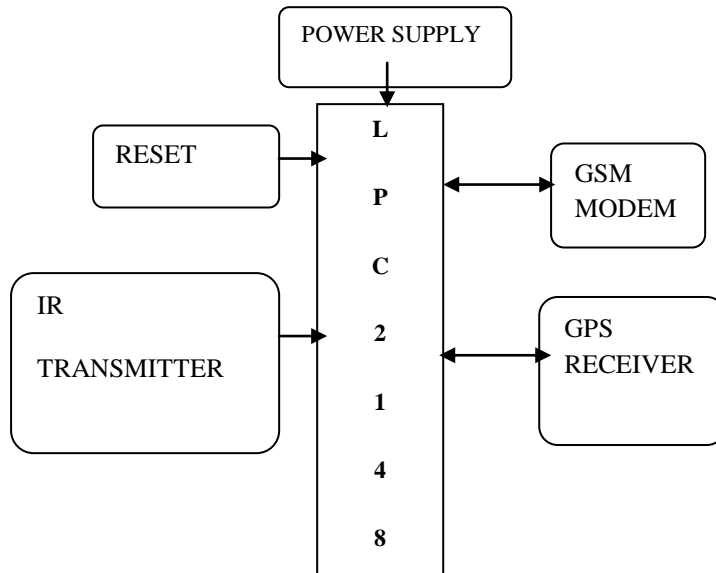 POWER SUPPLY
RESET
L
P
C
2
1
4
8
GSM
MODEM
IR
TRANSMITTER
GPS
RECEIVER